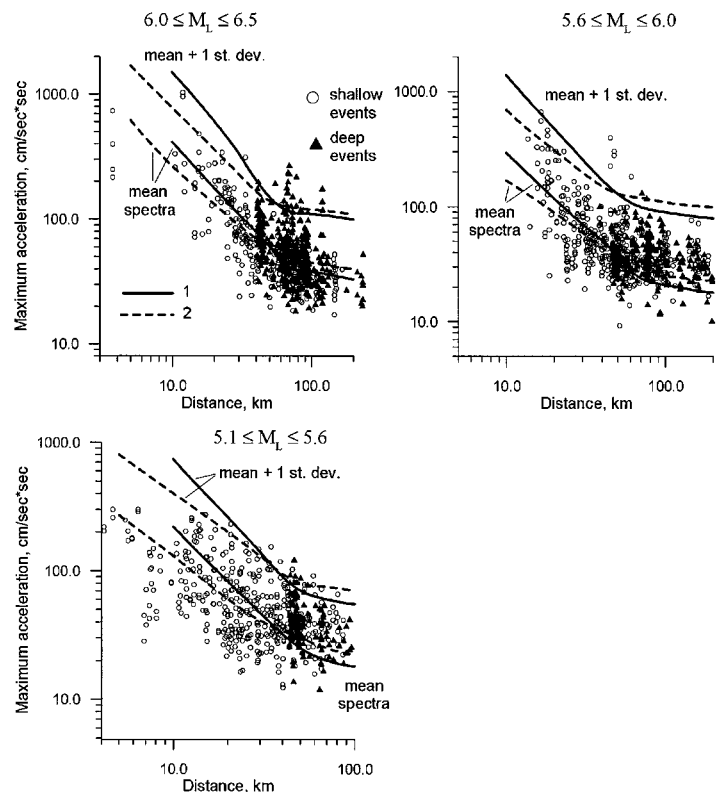 6.0 ≤ M_L ≤ 6.5
mean + 1 st. dev.
1000.0
100.0
10.0
Maximum acceleration, cm/sec*sec
shallow
events
deep
events
mean
spectra
1
2
10.0
100.0
Distance, km
5.6 ≤ M_L ≤ 6.0
1000.0
100.0
10.0
mean + 1 st. dev.
mean
spectra
10.0
100.0
Distance, km
5.1 ≤ M_L ≤ 5.6
1000.0
100.0
10.0
Maximum acceleration, cm/sec*sec
mean + 1 st. dev.
mean
spectra
10.0
100.0
Distance, km